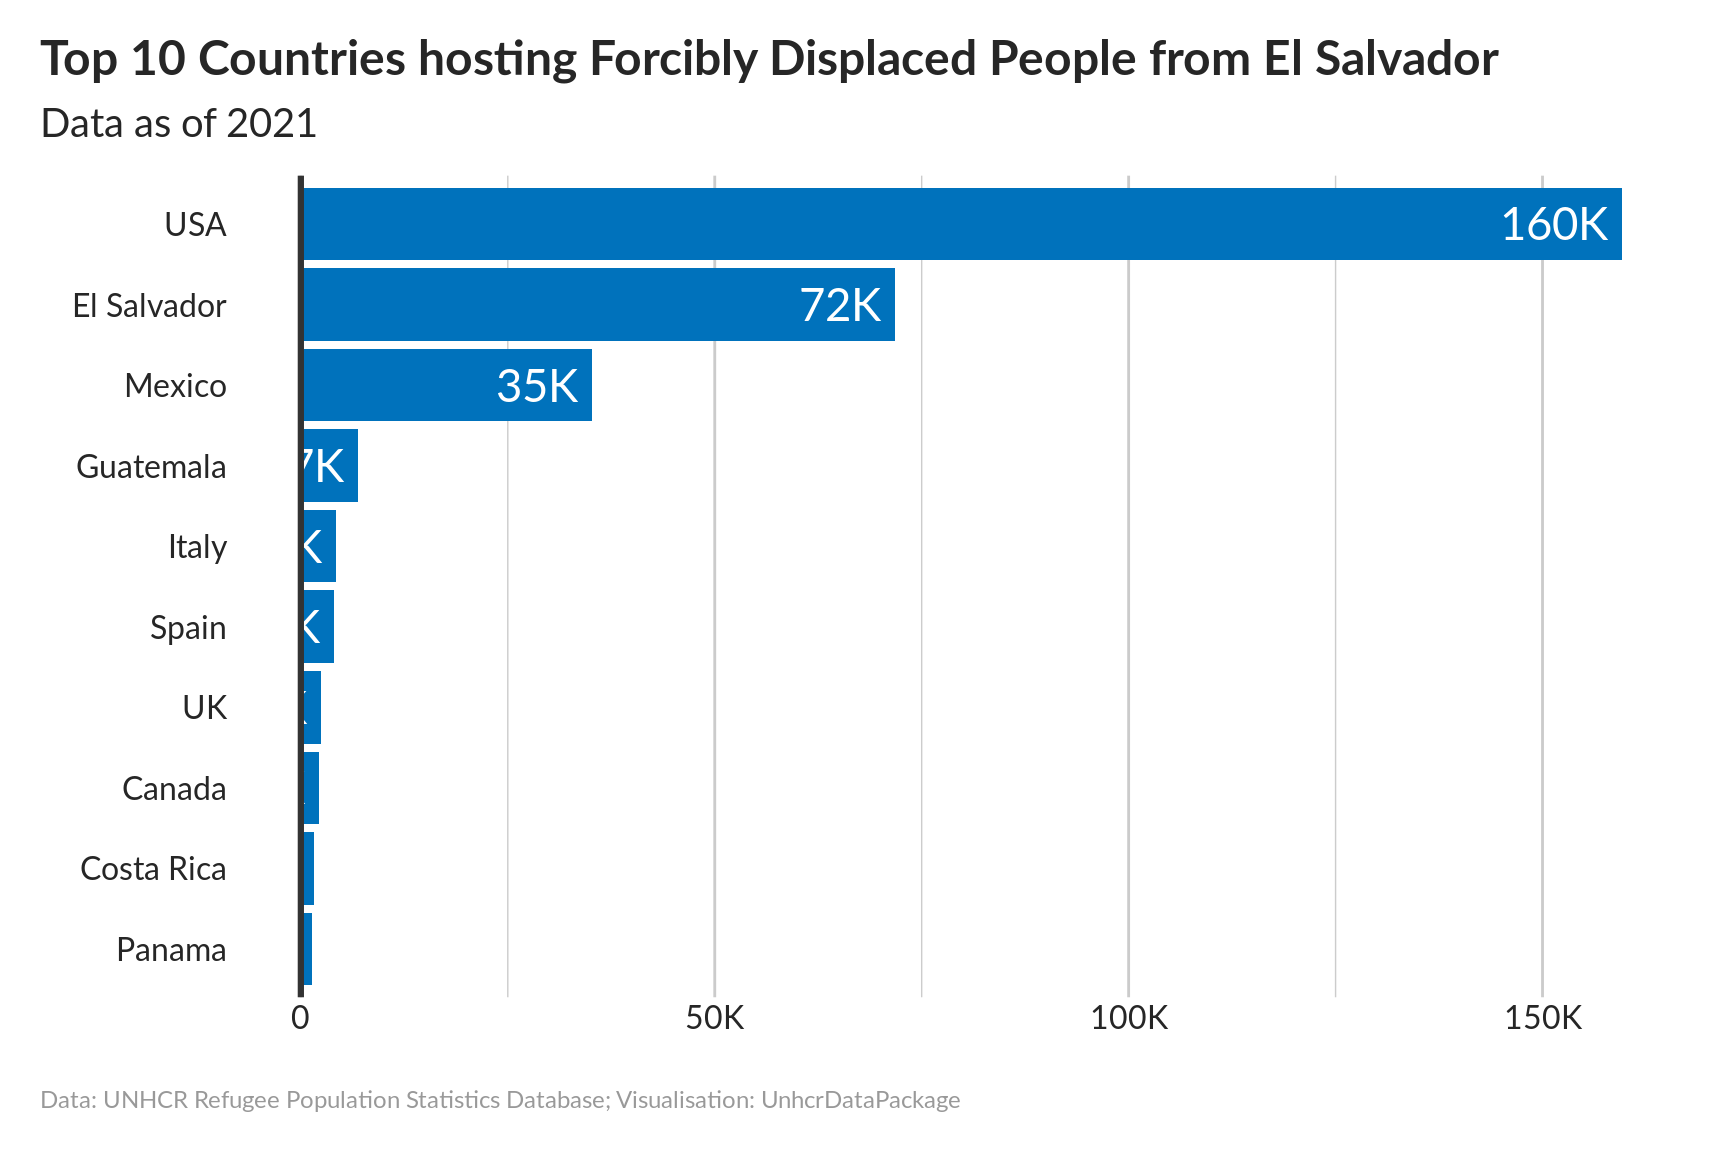 Top 10 Countries hosting Forcibly Displaced People from El Salvador
Data as of 2021
USA 160K
El Salvador 72K
Mexico 35K
Guatemala 7K
Italy K
Spain K
UK
Canada
Costa Rica
Panama
0 50K 100K 150K
Data: UNHCR Refugee Population Statistics Database; Visualisation: UnhcrDataPackage